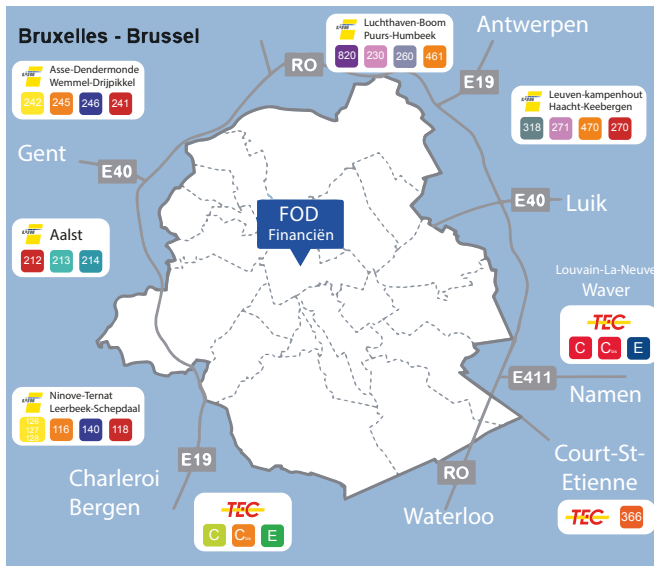 Bruxelles - Brussel
Luchthaven-Boom
Puurs-Humbeek
820 230 260 461
Antwerpen
RO
E19
Asse-Dendermonde
Wemmel-Drijpikkel
242 245 246 241
Leuven-kampenhout
Haacht-Keebergen
318 271 470 270
Gent
E40
E40
Luik
FOD
Financiën
Aalst
212 213 214
Louvain-La-Neuve
Waver
TEC
C C E
E411
Namen
Ninove-Ternat
Leerbeek-Schepdaal
126
127
128
116 140 118
E19
RO
Court-St-
Etienne
Charleroi
Bergen
TEC
C C E
Waterloo
TEC 366